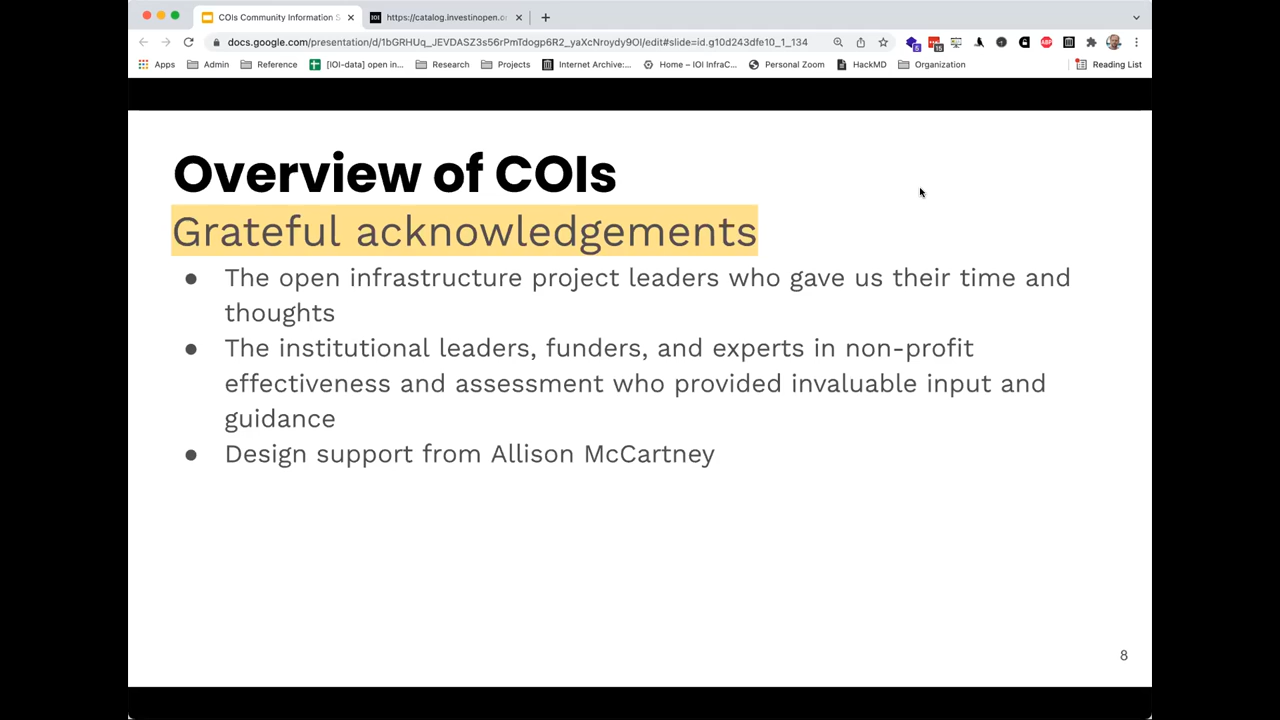 COIs Community Information S
https://catalog.investinopen.o
docs.google.com/presentation/d/1bGRHUq_JEVDASZ3s56rPmTdogp6R2_yaXcNroydy9OI/edit#slide=id.g10d243dfe10_1_134
Apps Admin Reference [IOI-data] open in... Research Projects Internet Archive:... Home – IOI InfraC... Personal Zoom HackMD Organization Reading List
Overview of COIs
Grateful acknowledgements
● The open infrastructure project leaders who gave us their time and
thoughts
● The institutional leaders, funders, and experts in non-profit
effectiveness and assessment who provided invaluable input and
guidance
● Design support from Allison McCartney
8